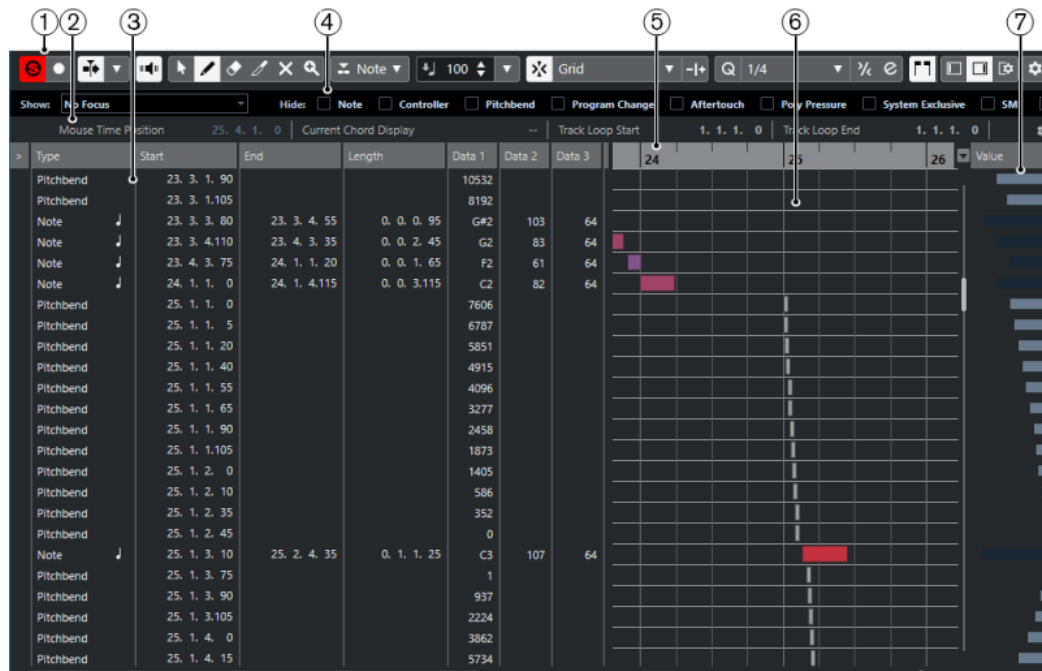 1 2 3 4 5 6 7
S Note 100 Grid Q 1/4
Show: No Focus Hide: Note Controller Pitchbend Program Change Aftertouch Poly Pressure System Exclusive
Mouse Time Position 25. 4. 1. 0 Current Chord Display -- Track Loop Start 1. 1. 1. 0 Track Loop End 1. 1. 1. 0
> Type Start End Length Data 1 Data 2 Data 3 24 25 26 Value
Pitchbend 23. 3. 1. 90 10532
Pitchbend 23. 3. 1.105 8192
Note 23. 3. 3. 80 23. 3. 4. 55 0. 0. 0. 95 G#2 103 64
Note 23. 3. 4.110 23. 4. 3. 35 0. 0. 2. 45 G2 83 64
Note 23. 4. 3. 75 24. 1. 1. 20 0. 0. 1. 65 F2 61 64
Note 24. 1. 1. 0 24. 1. 4.115 0. 0. 3.115 C2 82 64
Pitchbend 25. 1. 1. 0 7606
Pitchbend 25. 1. 1. 5 6787
Pitchbend 25. 1. 1. 20 5851
Pitchbend 25. 1. 1. 40 4915
Pitchbend 25. 1. 1. 55 4096
Pitchbend 25. 1. 1. 65 3277
Pitchbend 25. 1. 1. 90 2458
Pitchbend 25. 1. 1.105 1873
Pitchbend 25. 1. 2. 0 1405
Pitchbend 25. 1. 2. 10 586
Pitchbend 25. 1. 2. 35 352
Pitchbend 25. 1. 2. 45 0
Note 25. 1. 3. 10 25. 2. 4. 35 0. 1. 1. 25 C3 107 64
Pitchbend 25. 1. 3. 75 1
Pitchbend 25. 1. 3. 90 937
Pitchbend 25. 1. 3.105 2224
Pitchbend 25. 1. 4. 0 3862
Pitchbend 25. 1. 4. 15 5734